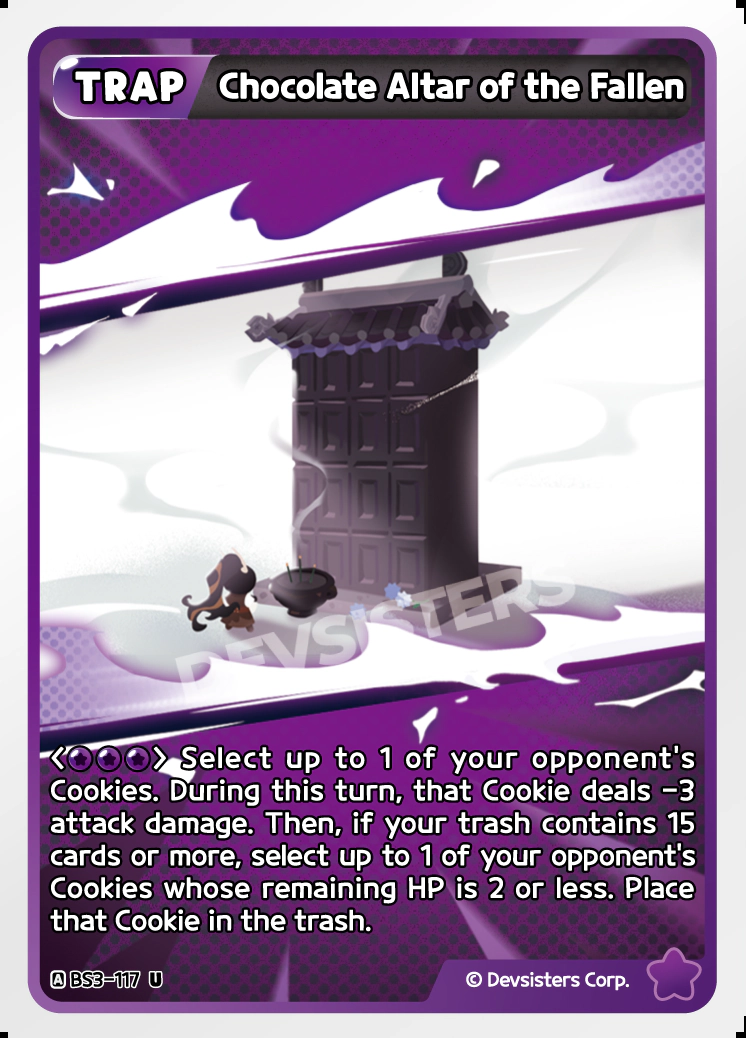 TRAP Chocolate Altar of the Fallen
DEVSISTERS
< > Select up to 1 of your opponent's
Cookies. During this turn, that Cookie deals −3
attack damage. Then, if your trash contains 15
cards or more, select up to 1 of your opponent's
Cookies whose remaining HP is 2 or less. Place
that Cookie in the trash.
A BS3-117 U © Devsisters Corp.